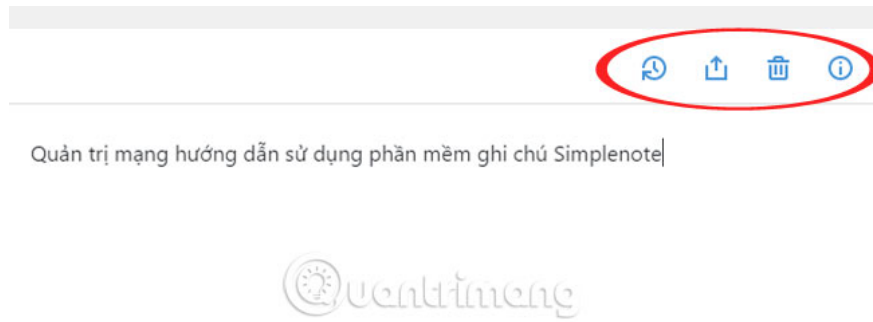 Quản trị mạng hướng dẫn sử dụng phần mềm ghi chú Simplenote
Quantrimang